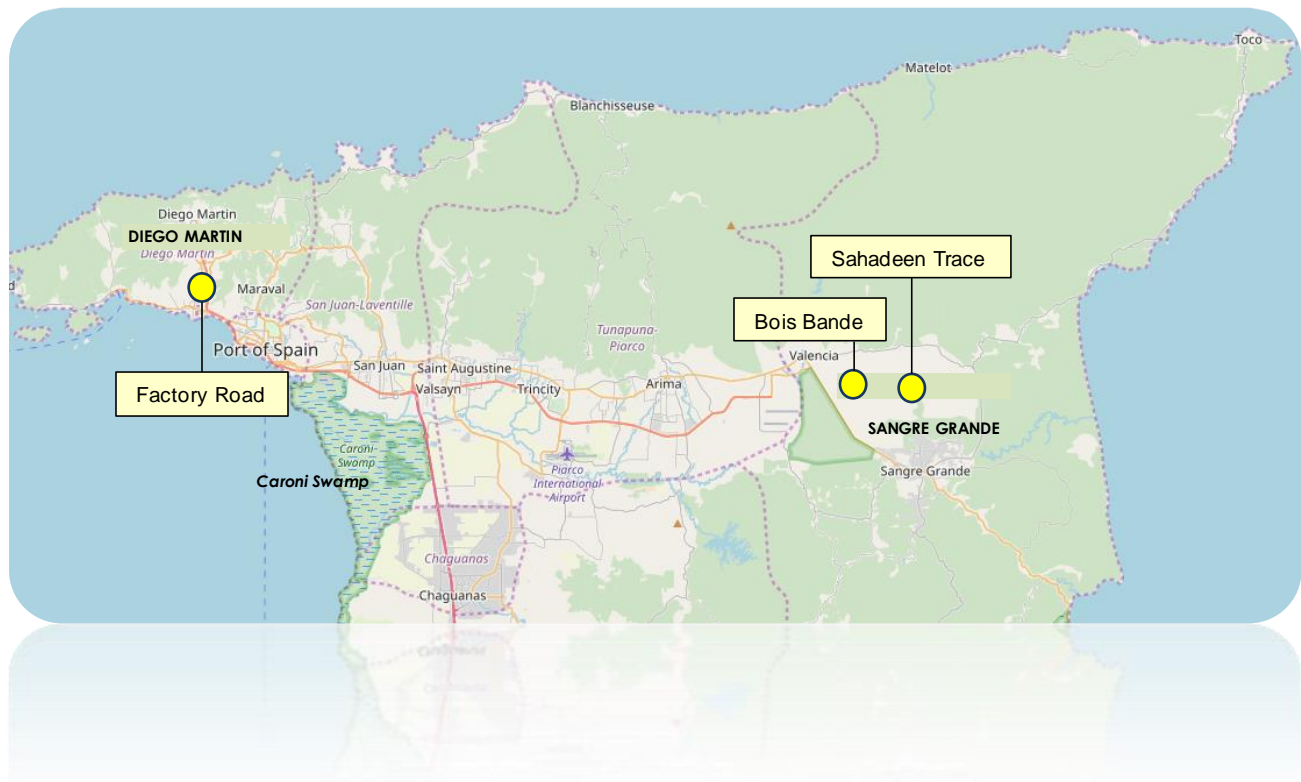 Toco
Matelot
Blanchisseuse
Diego Martin
DIEGO MARTIN
Diego Martin
d
Sahadeen Trace
Maraval
San Juan-Laventille
Bois Bande
Tunapuna-
Piarco
Port of Spain
Valencia
San Juan
Saint Augustine
Factory Road
Valsayn
Trincity
Arima
SANGRE GRANDE
Caroni
Swamp
Caroni Swamp
Piarco
International
Airport
Sangre Grande
Chaguanas
Chaguanas